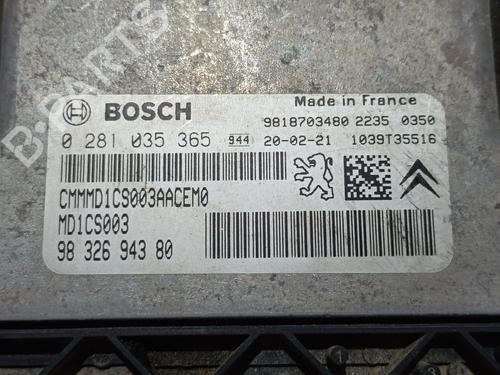 B-PARTS
BOSCH
Made in France
9818703480 2235 0350
0 281 035 365 944 20-02-21 1039T35516
CMMMD1CS003AACEM0
MD1CS003
98 326 943 80